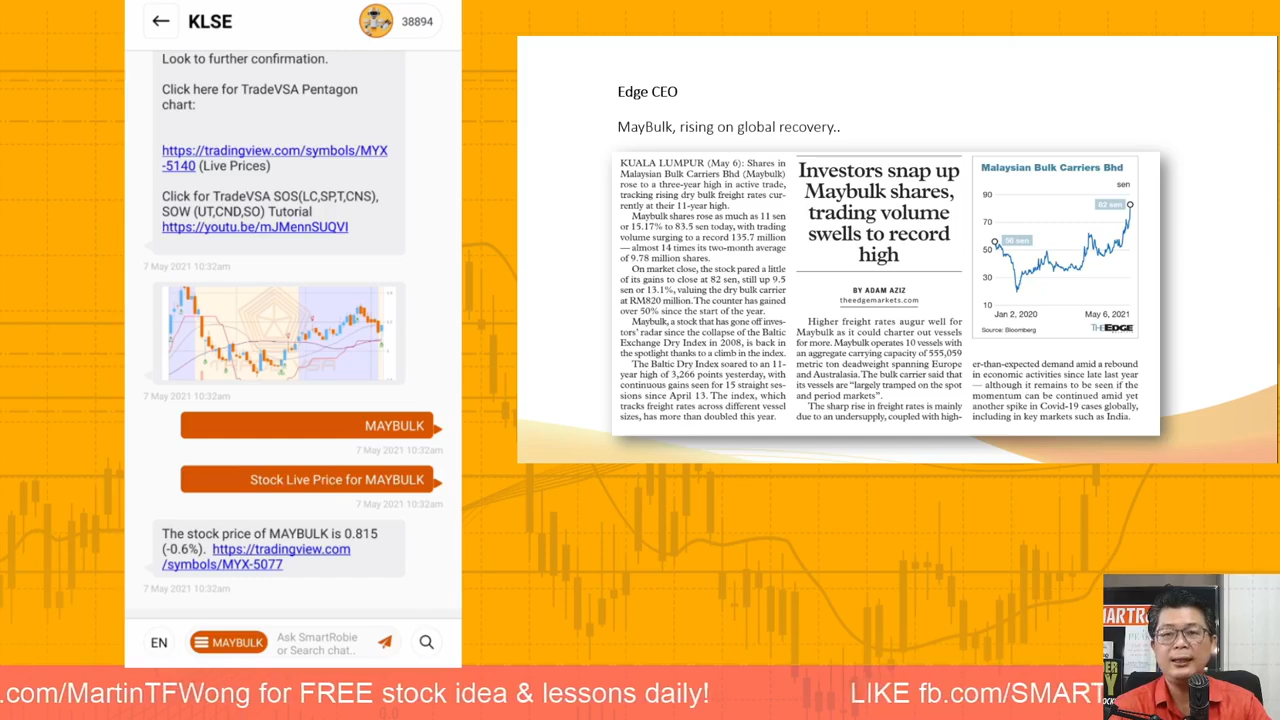 KLSE
38894
Look to further confirmation.
Click here for TradeVSA Pentagon
chart:
https://tradingview.com/symbols/MYX
-5140 (Live Prices)
Click for TradeVSA SOS(LC,SP,T,CNS),
SOW (UT,CND,SO) Tutorial
https://youtu.be/mJMennSUQVI
7 May 2021 10:32am
7 May 2021 10:32am
MAYBULK
7 May 2021 10:32am
Stock Live Price for MAYBULK
7 May 2021 10:32am
The stock price of MAYBULK is 0.815
(-0.6%). https://tradingview.com
/symbols/MYX-5077
7 May 2021 10:32am
EN
MAYBULK
Ask SmartRobie
or Search chat..
Edge CEO
MayBulk, rising on global recovery..
KUALA LUMPUR (May 6): Shares in
Malaysian Bulk Carriers Bhd (Maybulk)
rose to a three-year high in active trade,
tracking rising dry bulk freight rates cur-
rently at their 11-year high.
Maybulk shares rose as much as 11 sen
or 15.17% to 83.5 sen today, with trading
volume surging to a record 135.7 million
— almost 14 times its two-month average
of 9.78 million shares.
On market close, the stock pared a little
of its gains to close at 82 sen, still up 9.5
sen or 13.1%, valuing the dry bulk carrier
at RM820 million. The counter has gained
over 50% since the start of the year.
Maybulk, a stock that has gone off inves-
tors' radar since the collapse of the Baltic
Exchange Dry Index in 2008, is back in
the spotlight thanks to a climb in the index.
The Baltic Dry Index soared to an 11-
year high of 3,266 points yesterday, with
continuous gains seen for 15 straight ses-
sions since April 13. The index, which
tracks freight rates across different vessel
sizes, has more than doubled this year.
Investors snap up
Maybulk shares,
trading volume
swells to record
high
BY ADAM AZIZ
theedgemarkets.com
Higher freight rates augur well for
Maybulk as it could charter out vessels
for more. Maybulk operates 10 vessels with
an aggregate carrying capacity of 555,059
metric ton deadweight spanning Europe
and Australasia. The bulk carrier said that
its vessels are "largely tramped on the spot
and period markets".
The sharp rise in freight rates is mainly
due to an undersupply, coupled with high-
Malaysian Bulk Carriers Bhd
sen
90
82 sen
70
56 sen
50
30
10
Jan 2, 2020
May 6, 2021
Source: Bloomberg
THE EDGE
er-than-expected demand amid a rebound
in economic activities since late last year
— although it remains to be seen if the
momentum can be continued amid yet
another spike in Covid-19 cases globally,
including in key markets such as India.
.com/MartinTFWong for FREE stock idea & lessons daily!
LIKE fb.com/SMART